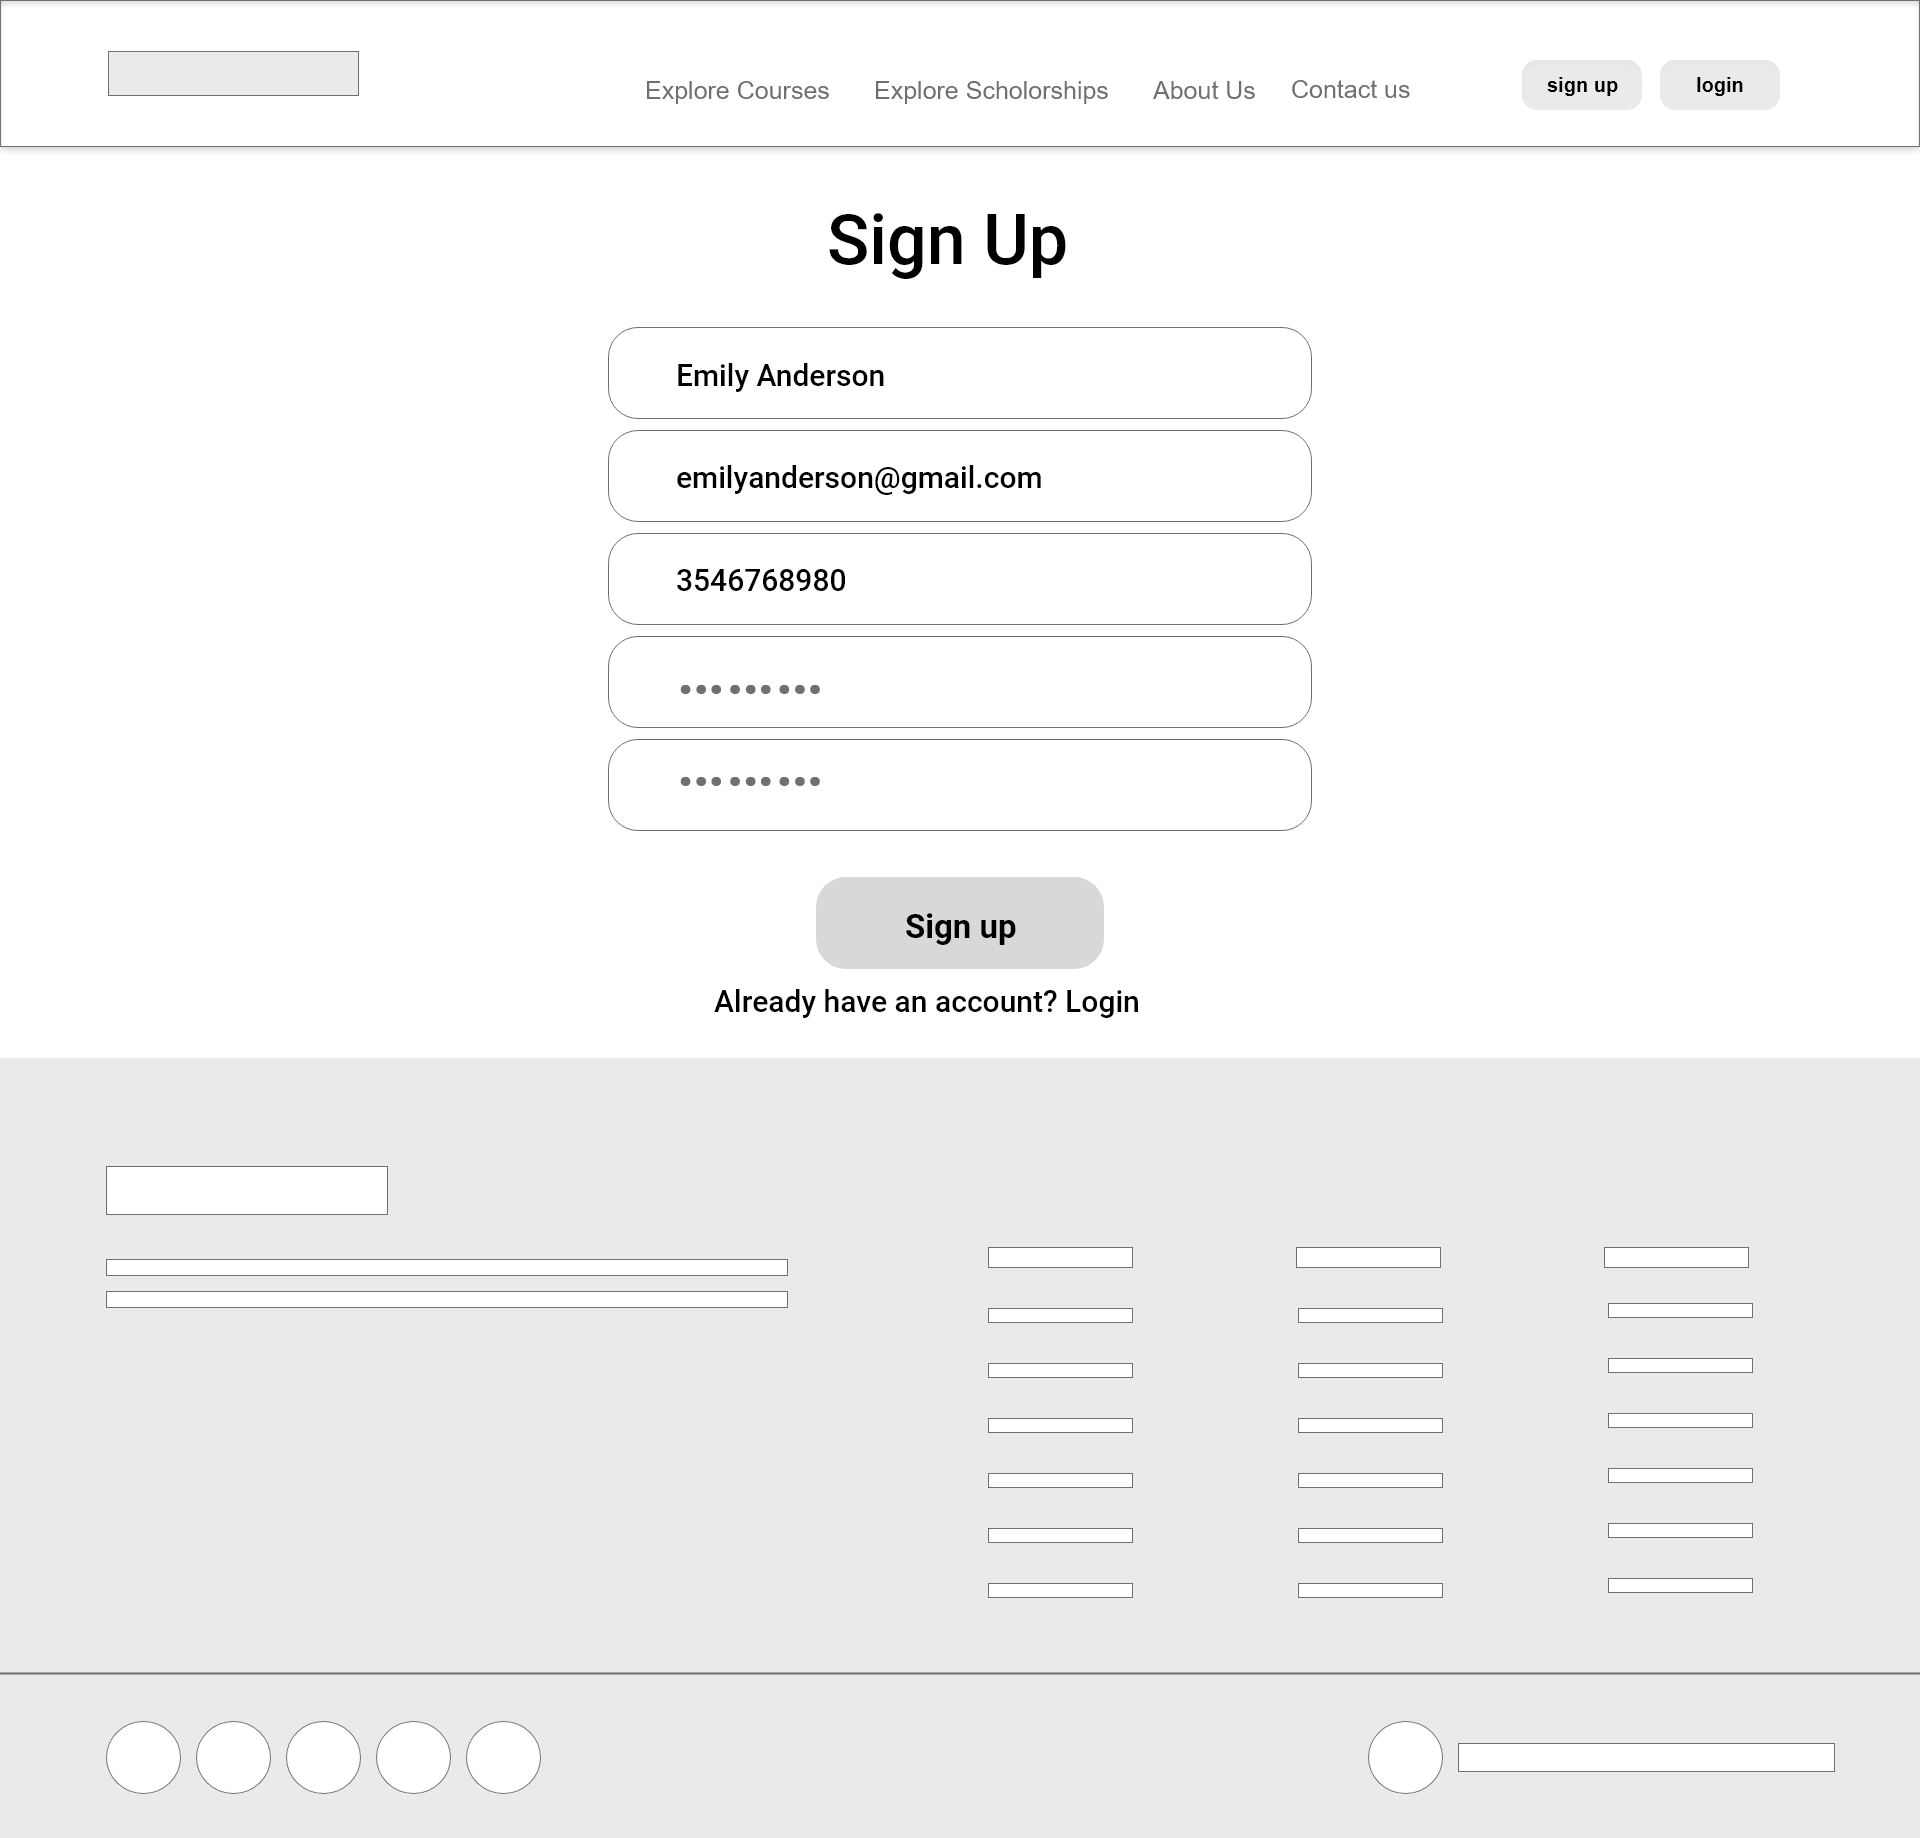 Explore Courses Explore Scholorships About Us Contact us sign up login
Sign Up
Emily Anderson
emilyanderson@gmail.com
3546768980
•••••••••
•••••••••
Sign up
Already have an account? Login